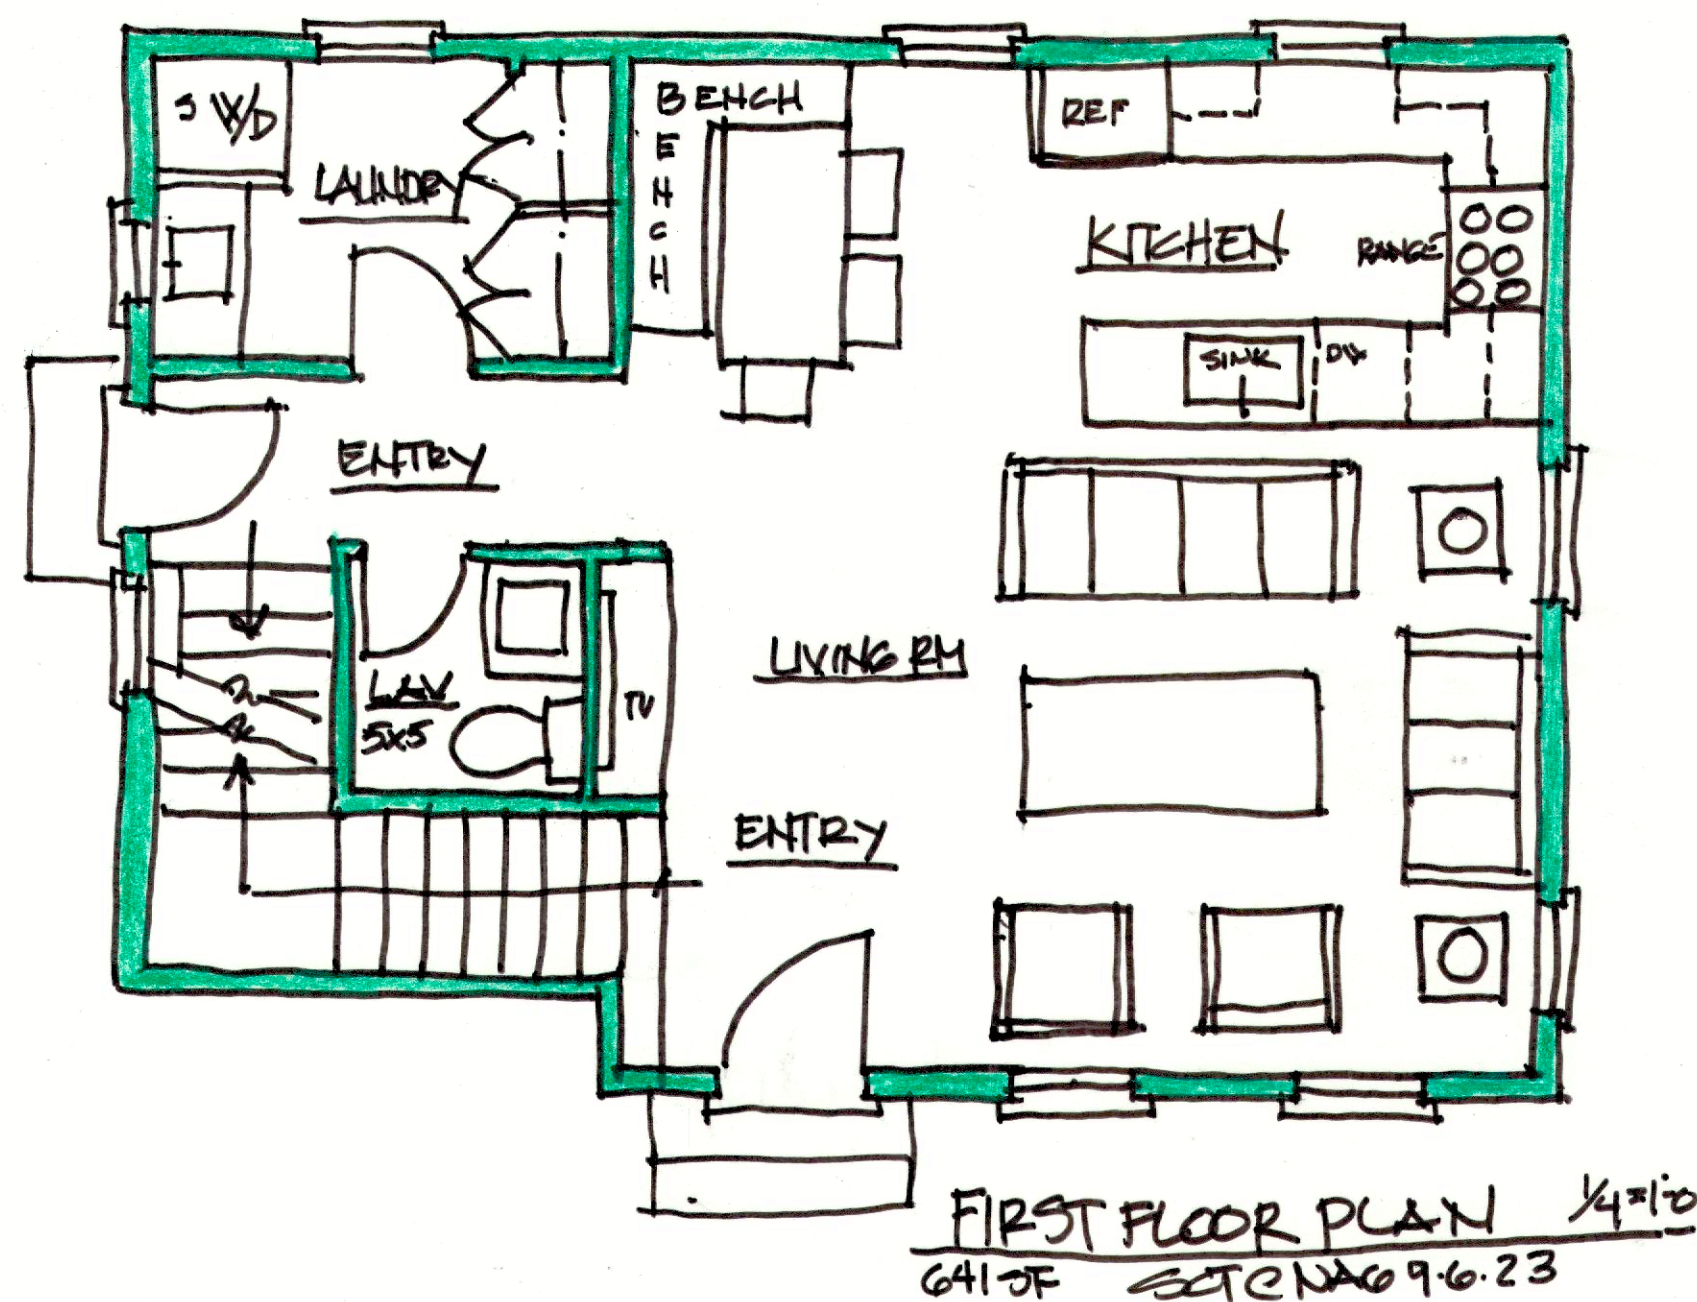 S W/D
LAUNDRY
BENCH
BENCH
REF
KITCHEN
RANGE
SINK
DW
ENTRY
LIVING RM
LAV
5x5
TV
ENTRY
FIRST FLOOR PLAN 1/4"=1'-0
641 SF 9.6.23